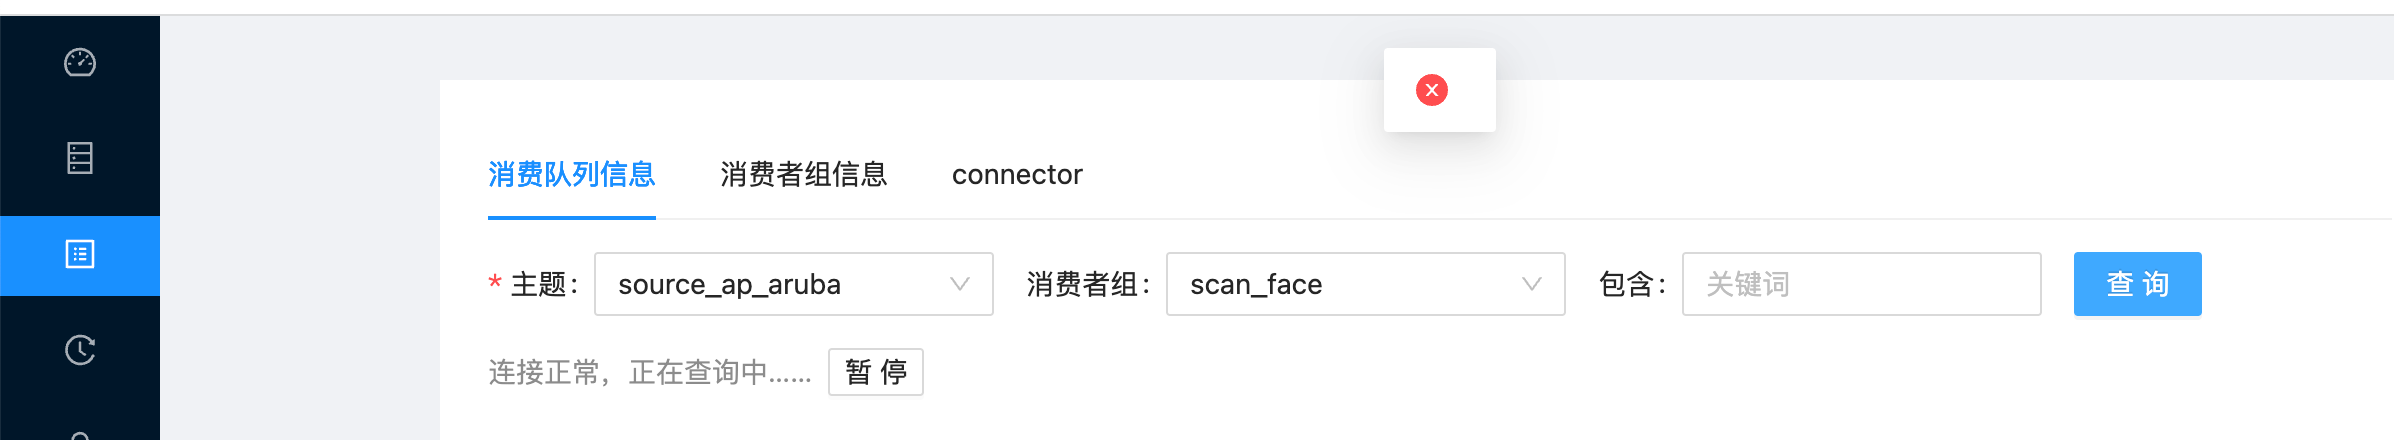 消费队列信息 消费者组信息 connector
* 主题: source_ap_aruba 消费者组: scan_face 包含: 关键词 查 询
连接正常，正在查询中...... 暂 停